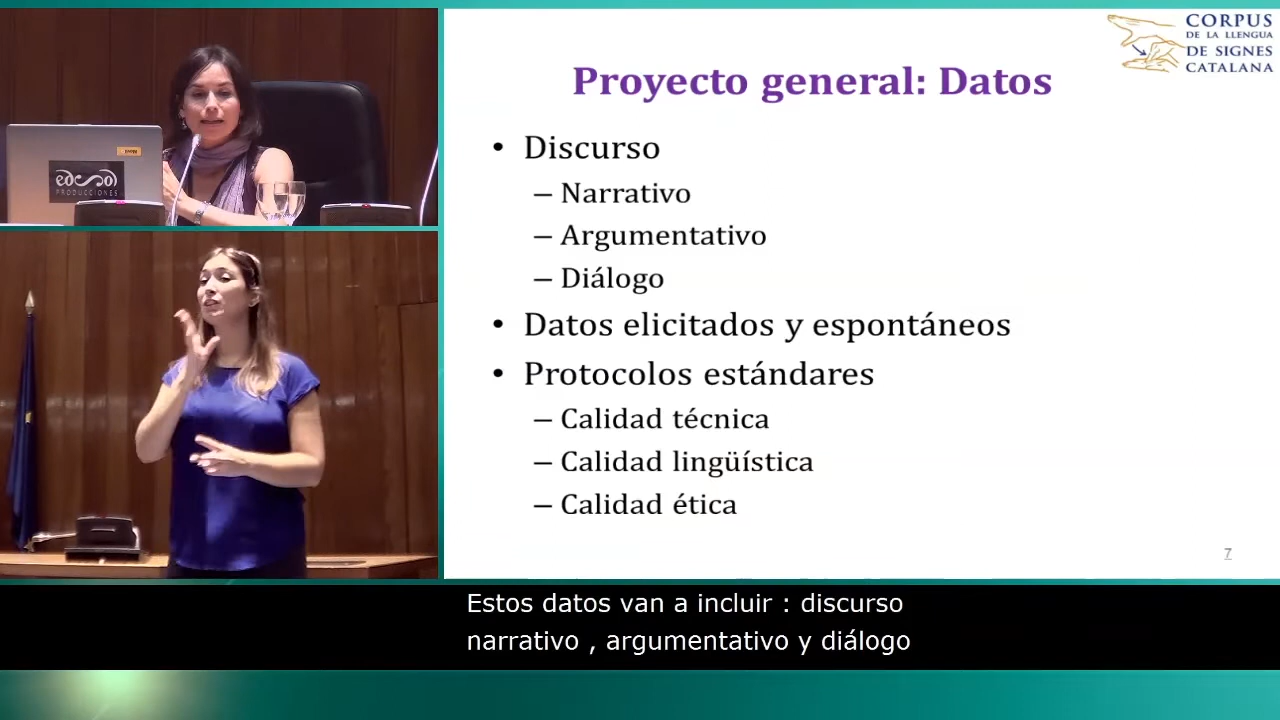 CORPUS
DE LA LLENGUA
DE SIGNES
CATALANA
Proyecto general: Datos
• Discurso
– Narrativo
– Argumentativo
– Diálogo
• Datos elicitados y espontáneos
• Protocolos estándares
– Calidad técnica
– Calidad lingüística
– Calidad ética
7
PRODUCCIONES
Estos datos van a incluir : discurso
narrativo , argumentativo y diálogo